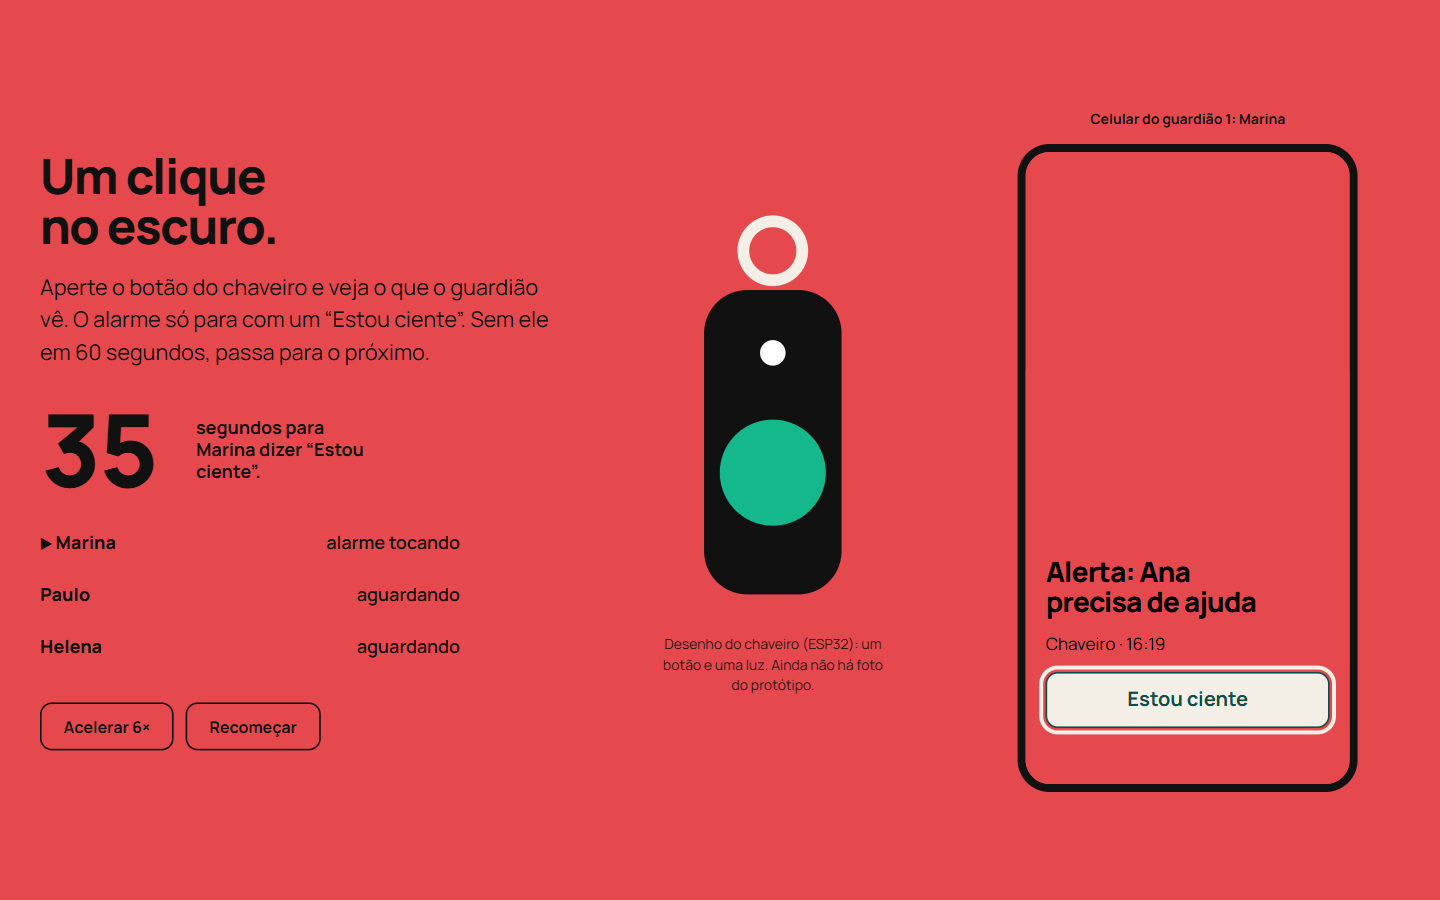 Um clique
no escuro.
Aperte o botão do chaveiro e veja o que o guardião
vê. O alarme só para com um “Estou ciente”. Sem ele
em 60 segundos, passa para o próximo.
35
segundos para
Marina dizer “Estou
ciente”.
▶ Marina alarme tocando
Paulo aguardando
Helena aguardando
Acelerar 6× Recomeçar
Desenho do chaveiro (ESP32): um
botão e uma luz. Ainda não há foto
do protótipo.
Celular do guardião 1: Marina
Alerta: Ana
precisa de ajuda
Chaveiro · 16:19
Estou ciente